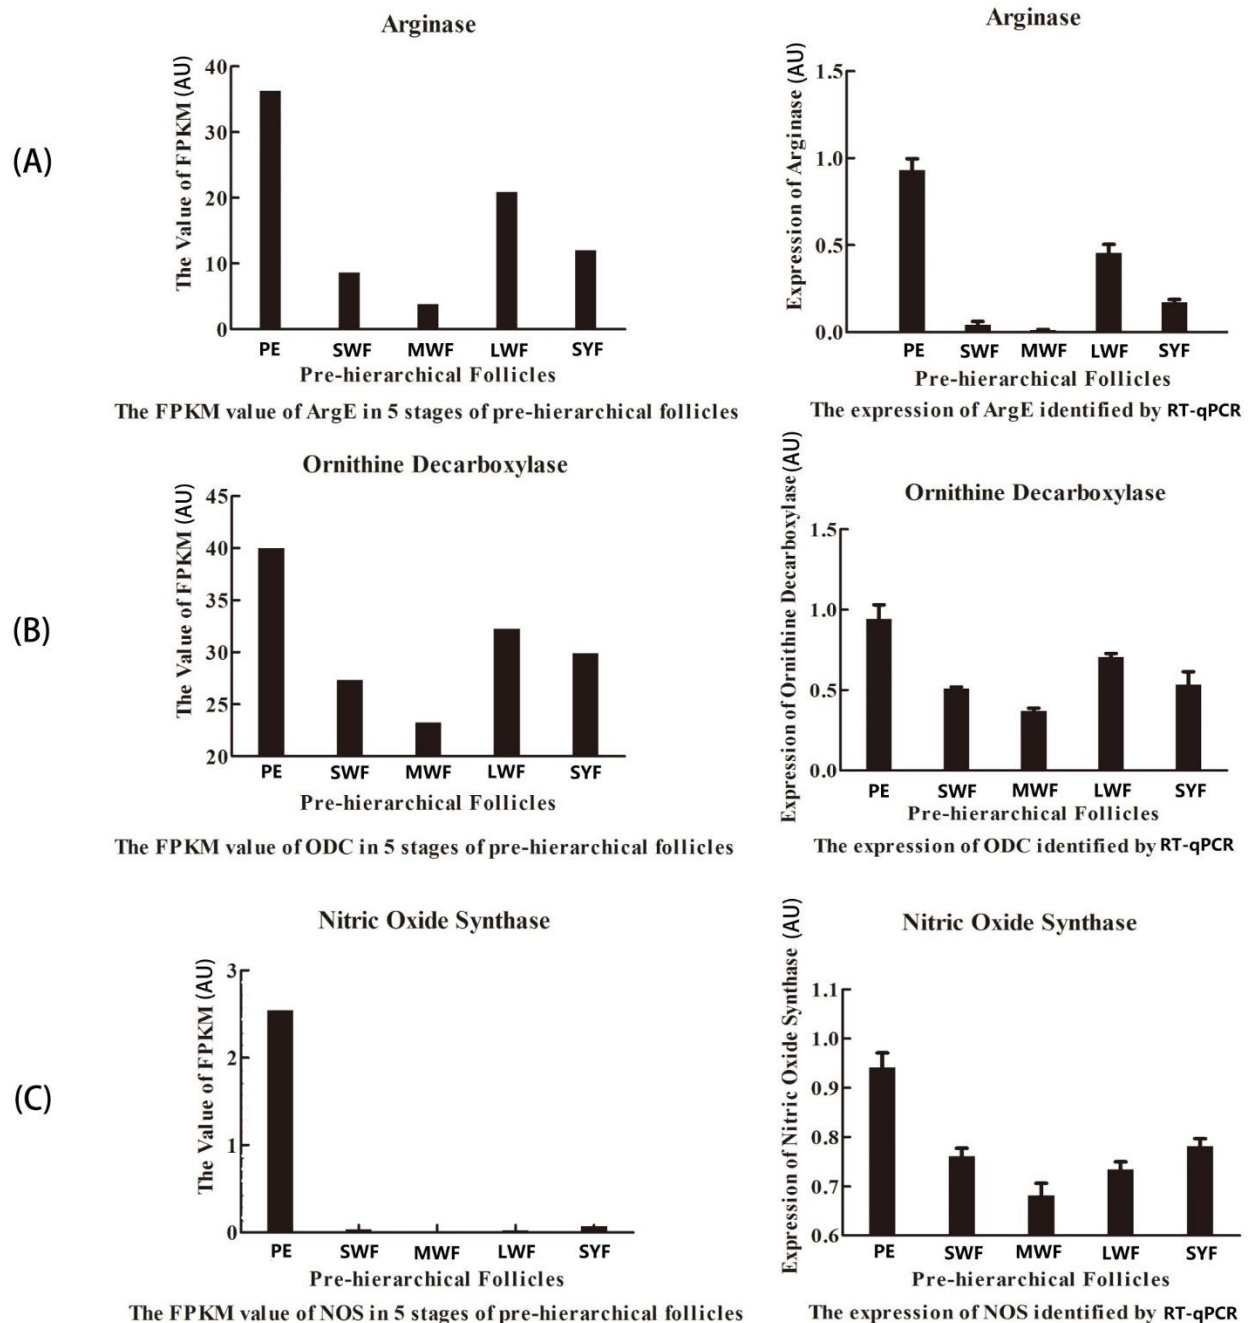 (A)
Arginase
The Value of FPKM (AU)
40
30
20
10
0
PE SWF MWF LWF SYF
Pre-hierarchical Follicles
The FPKM value of ArgE in 5 stages of pre-hierarchical follicles
Arginase
Expression of Arginase (AU)
1.5
1.0
0.5
0.0
PE SWF MWF LWF SYF
Pre-hierarchical Follicles
The expression of ArgE identified by RT-qPCR
(B)
Ornithine Decarboxylase
The Value of FPKM (AU)
45
40
35
30
25
20
PE SWF MWF LWF SYF
Pre-hierarchical Follicles
The FPKM value of ODC in 5 stages of pre-hierarchical follicles
Ornithine Decarboxylase
Expression of Ornithine Decarboxylase (AU)
1.5
1.0
0.5
0.0
PE SWF MWF LWF SYF
Pre-hierarchical Follicles
The expression of ODC identified by RT-qPCR
(C)
Nitric Oxide Synthase
The Value of FPKM (AU)
3
2
1
0
PE SWF MWF LWF SYF
Pre-hierarchical Follicles
The FPKM value of NOS in 5 stages of pre-hierarchical follicles
Nitric Oxide Synthase
Expression of Nitric Oxide Synthase (AU)
1.1
1.0
0.9
0.8
0.7
0.6
PE SWF MWF LWF SYF
Pre-hierarchical Follicles
The expression of NOS identified by RT-qPCR